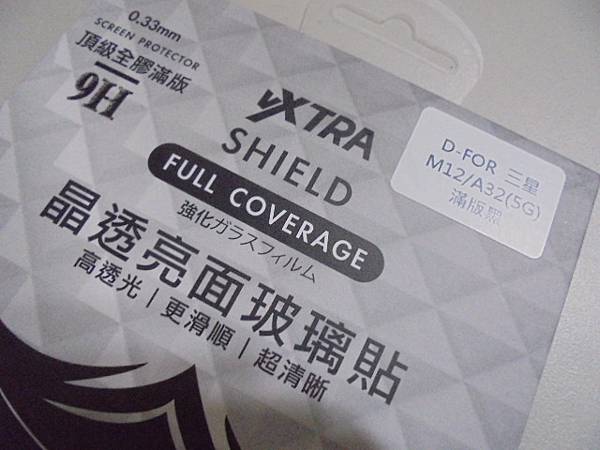 0.33mm
SCREEN PROTECTOR
頂級全膠滿版
9H
VXTRA
SHIELD
FULL COVERAGE
強化ガラスフィルム
晶透亮面玻璃貼
高透光 | 更滑順 | 超清晰
D-FOR 三星
M12/A32(5G)
滿版黑